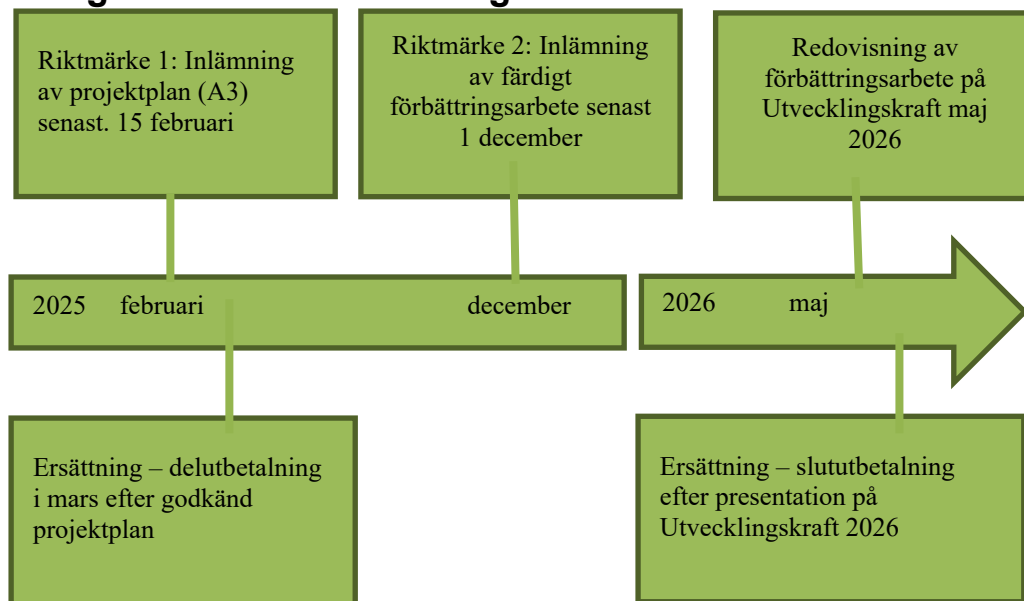 Riktmärke 1: Inlämning
av projektplan (A3)
senast. 15 februari
Riktmärke 2: Inlämning
av färdigt
förbättringsarbete senast
1 december
Redovisning av
förbättringsarbete på
Utvecklingskraft maj
2026
2025 februari december
2026 maj
Ersättning – delutbetalning
i mars efter godkänd
projektplan
Ersättning – slututbetalning
efter presentation på
Utvecklingskraft 2026